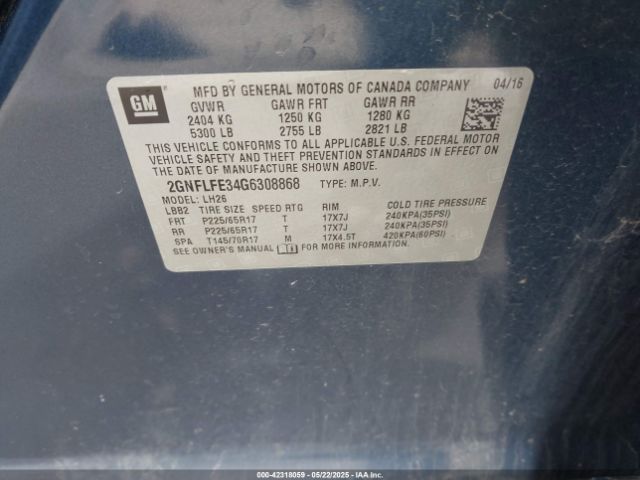 GM
MFD BY GENERAL MOTORS OF CANADA COMPANY 04/16
GVWR GAWR FRT GAWR RR
2404 KG 1250 KG 1280 KG
5300 LB 2755 LB 2821 LB
THIS VEHICLE CONFORMS TO ALL APPLICABLE U.S. FEDERAL MOTOR
VEHICLE SAFETY AND THEFT PREVENTION STANDARDS IN EFFECT ON
THE DATE OF MANUFACTURE SHOWN ABOVE.
2GNFLFE34G6308868 TYPE: M.P.V.
MODEL: LH26
LBB2 TIRE SIZE SPEED RTG RIM COLD TIRE PRESSURE
FRT P225/65R17 T 17X7J 240KPA(35PSI)
RR P225/65R17 T 17X7J 240KPA(35PSI)
SPA T145/70R17 M 17X4.5T 420KPA(60PSI)
SEE OWNER'S MANUAL FOR MORE INFORMATION.
000-42318059 - 05/22/2025 - IAAI.COM